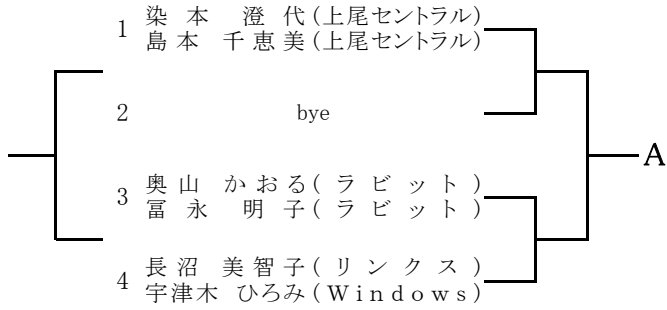 1 染本 澄代(上尾セントラル)
島本 千恵美(上尾セントラル)
2 bye
A
3 奥山 かおる(ラビット)
冨永 明子(ラビット)
4 長沼 美智子(リンクス)
宇津木 ひろみ(Windows)